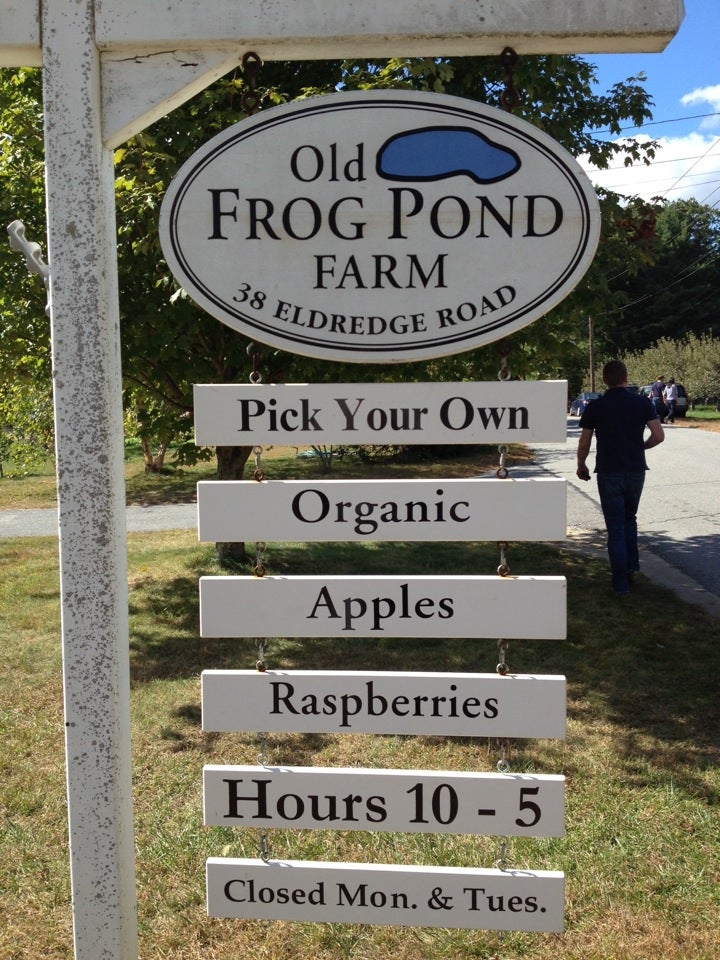 Old
FROG POND
FARM
38 ELDREDGE ROAD
Pick Your Own
Organic
Apples
Raspberries
Hours 10 - 5
Closed Mon. & Tues.